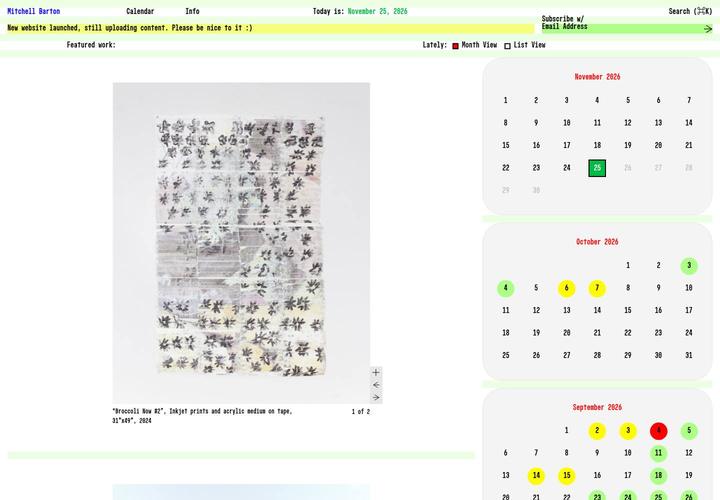 Mitchell Barton Calendar Info Today is: November 25, 2026 Search (⌘K)
New website launched, still uploading content. Please be nice to it :)
Subscribe w/
Email Address →
Featured work: Lately: Month View List View
+
←
→
"Broccoli Now #2", Inkjet prints and acrylic medium on tape, 1 of 2
31"x49", 2024
November 2026
1 2 3 4 5 6 7
8 9 10 11 12 13 14
15 16 17 18 19 20 21
22 23 24 25 26 27 28
29 30
October 2026
1 2 3
4 5 6 7 8 9 10
11 12 13 14 15 16 17
18 19 20 21 22 23 24
25 26 27 28 29 30 31
September 2026
1 2 3 4 5
6 7 8 9 10 11 12
13 14 15 16 17 18 19
20 21 22 23 24 25 26